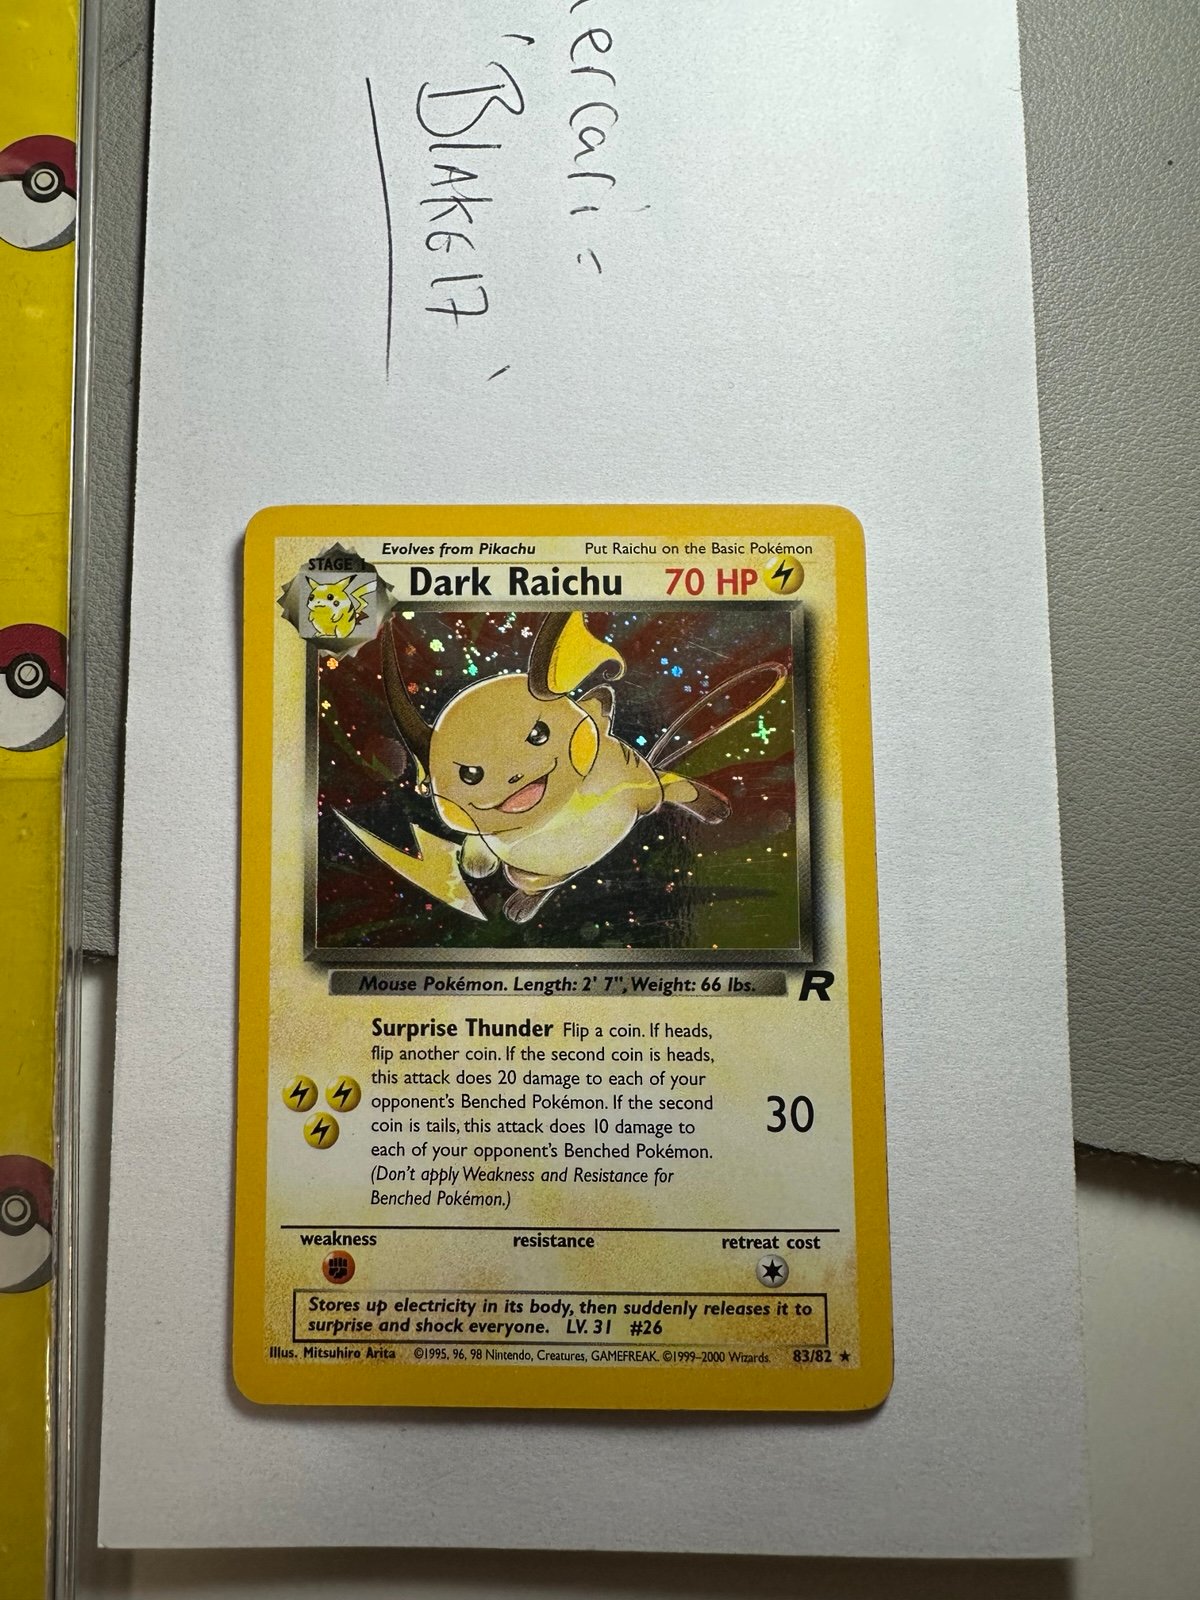 ercari =
'BLAKE17'
Evolves from Pikachu Put Raichu on the Basic Pokémon
STAGE 1
Dark Raichu 70 HP
Mouse Pokémon. Length: 2' 7", Weight: 66 lbs.
R
Surprise Thunder Flip a coin. If heads,
flip another coin. If the second coin is heads,
this attack does 20 damage to each of your
opponent's Benched Pokémon. If the second
coin is tails, this attack does 10 damage to
each of your opponent's Benched Pokémon.
(Don't apply Weakness and Resistance for
Benched Pokémon.)
30
weakness resistance retreat cost
Stores up electricity in its body, then suddenly releases it to
surprise and shock everyone. LV. 31 #26
Illus. Mitsuhiro Arita ©1995, 96, 98 Nintendo, Creatures, GAMEFREAK. ©1999–2000 Wizards. 83/82 ★